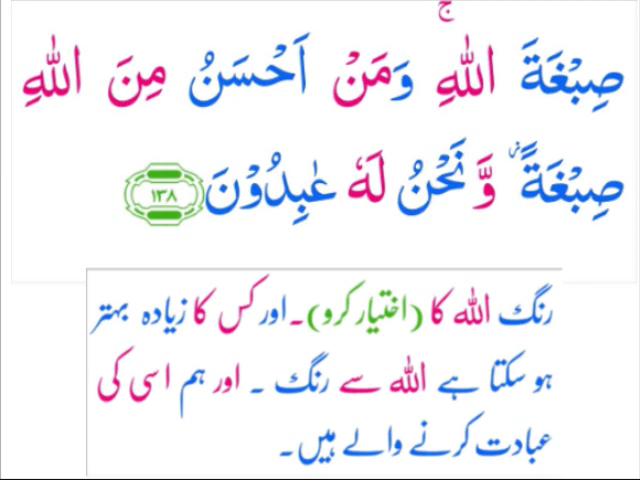 صِبْغَةَ اللّٰهِ ۚ وَمَنْ اَحْسَنُ مِنَ اللّٰهِ
صِبْغَةً ؗ وَّ نَحْنُ لَهٗ عٰبِدُوْنَ ۱۳۸
رنگ اللہ کا (اختیار کرو)۔ اور کس کا زیادہ بہتر
ہو سکتا ہے اللہ سے رنگ ۔ اور ہم اسی کی
عبادت کرنے والے ہیں۔